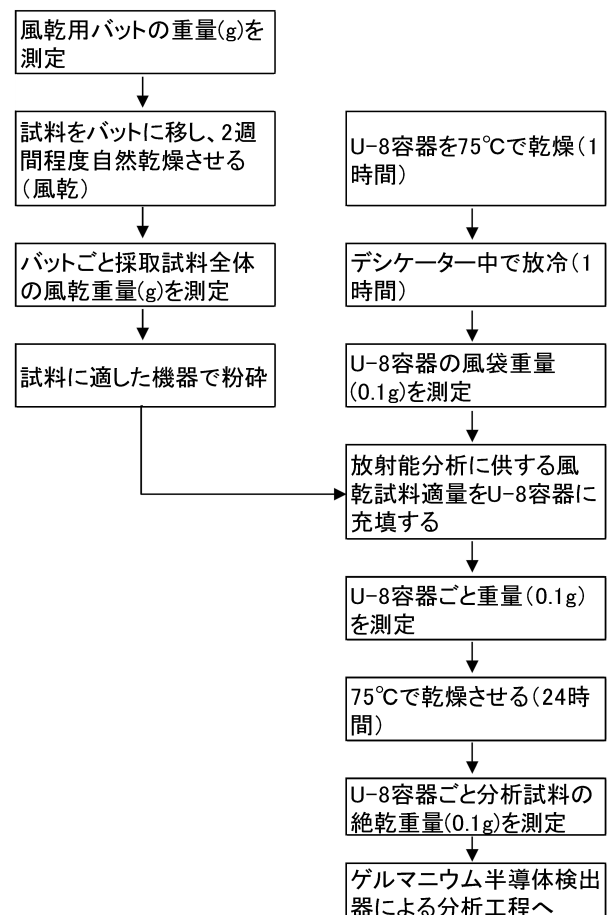 風乾用バットの重量(g)を
測定
試料をバットに移し、2週
間程度自然乾燥させる
(風乾)
バットごと採取試料全体
の風乾重量(g)を測定
試料に適した機器で粉砕
U-8容器を75℃で乾燥(1
時間)
デシケーター中で放冷(1
時間)
U-8容器の風袋重量
(0.1g)を測定
放射能分析に供する風
乾試料適量をU-8容器に
充填する
U-8容器ごと重量(0.1g)
を測定
75℃で乾燥させる(24時
間)
U-8容器ごと分析試料の
絶乾重量(0.1g)を測定
ゲルマニウム半導体検出
器による分析工程へ